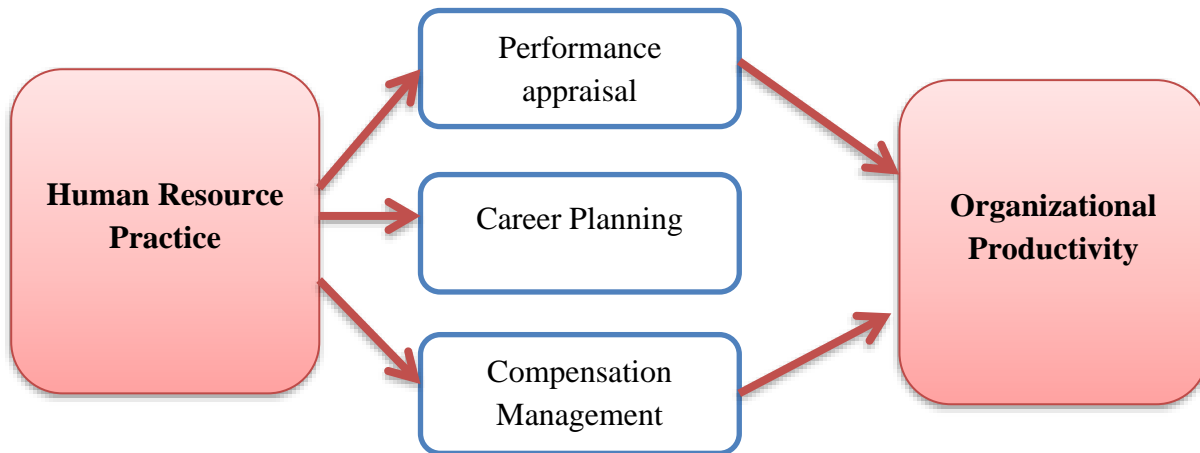 Human Resource
Practice
Performance
appraisal
Career Planning
Compensation
Management
Organizational
Productivity